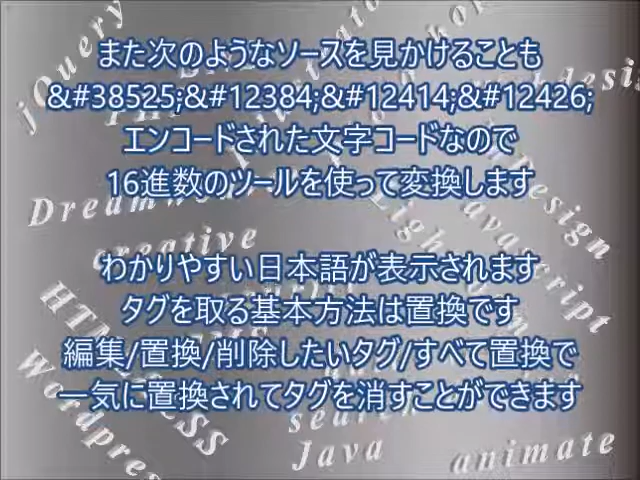 また次のようなソースを見かけることも
&#38525;&#12384;&#12414;&#12426;
エンコードされた文字コードなので
16進数のツールを使って変換します
わかりやすい日本語が表示されます
タグを取る基本方法は置換です
編集/置換/削除したいタグ/すべて置換で
一気に置換されてタグを消すことができます
jQuery
Design
Javascript
creative
Java
animate